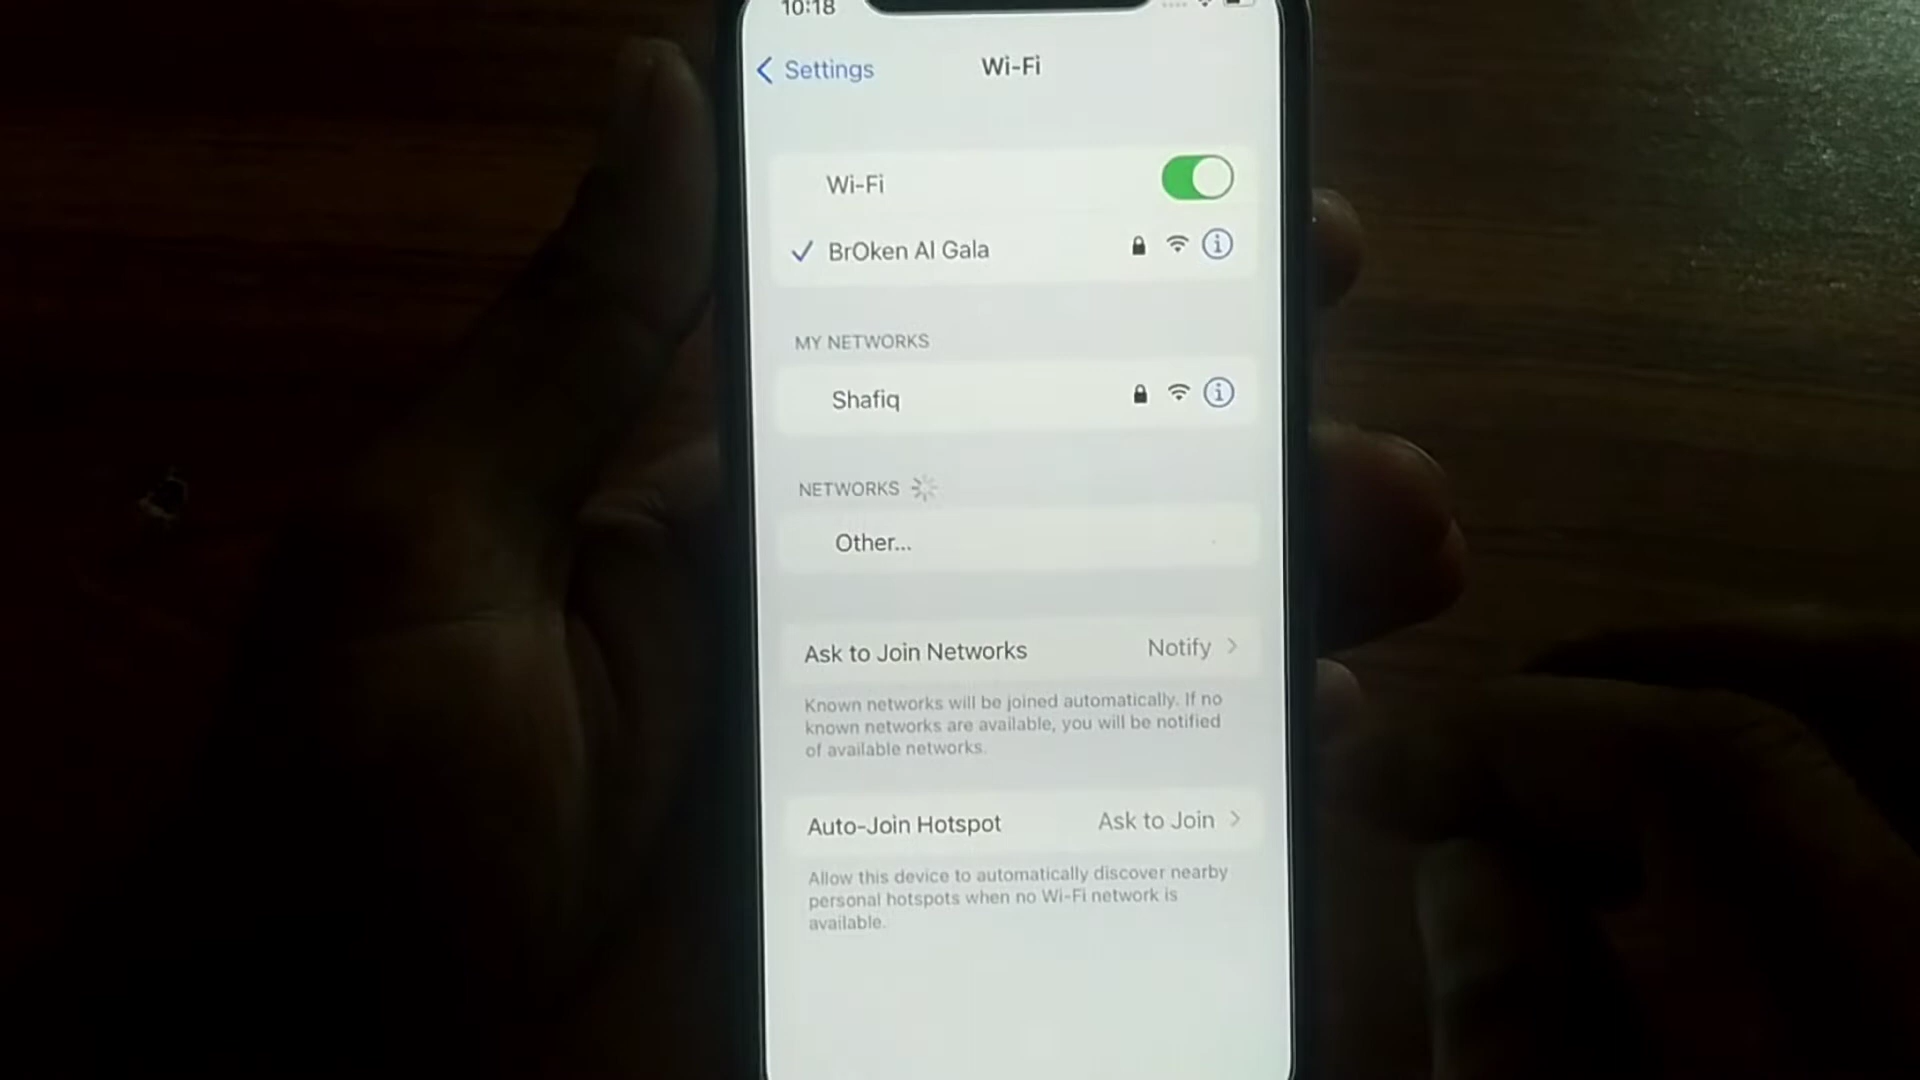 10:18
Settings
Wi-Fi
Wi-Fi
BrOken Al Gala
MY NETWORKS
Shafiq
NETWORKS
Other...
Ask to Join Networks Notify
Known networks will be joined automatically. If no
known networks are available, you will be notified
of available networks.
Auto-Join Hotspot Ask to Join
Allow this device to automatically discover nearby
personal hotspots when no Wi-Fi network is
available.